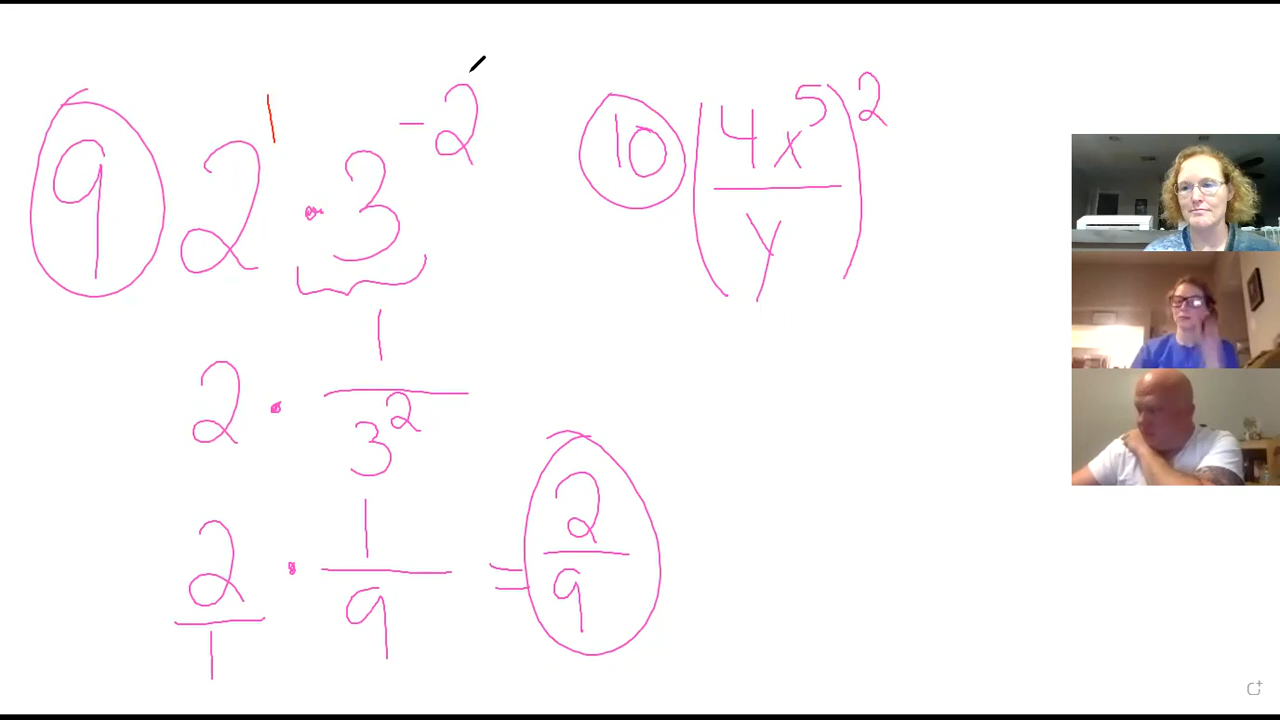 9 2¹ · 3⁻²
2 · 1/3²
2/1 · 1/9 = 2/9
10 (4x⁵/y)²